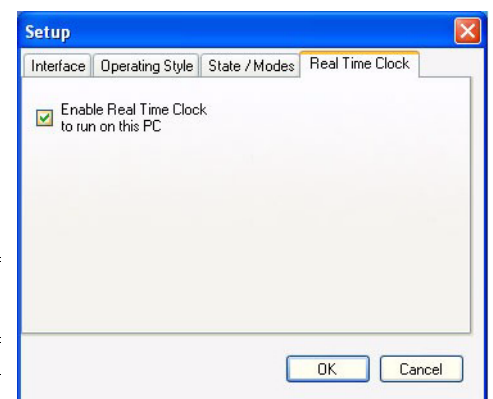 Setup
Interface Operating Style State / Modes Real Time Clock
Enable Real Time Clock
to run on this PC
OK Cancel